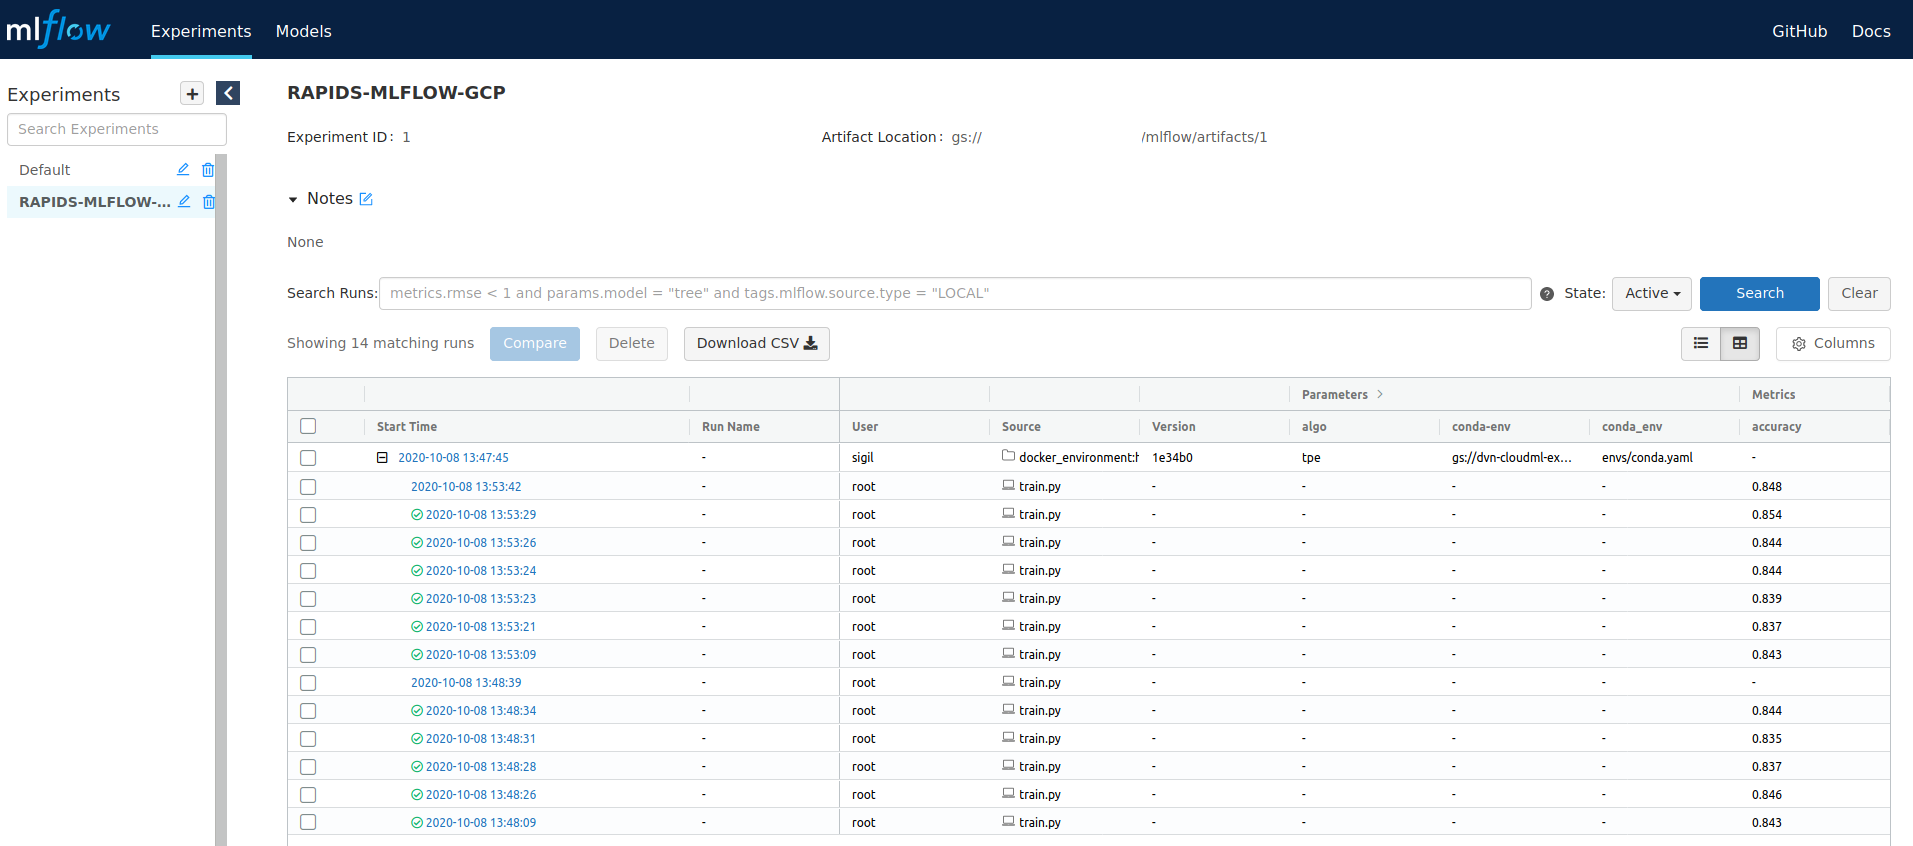 mlflow Experiments Models GitHub Docs
Experiments +
Search Experiments
Default
RAPIDS-MLFLOW-...
RAPIDS-MLFLOW-GCP
Experiment ID: 1 Artifact Location: gs:// /mlflow/artifacts/1
Notes
None
Search Runs: metrics.rmse < 1 and params.model = "tree" and tags.mlflow.source.type = "LOCAL" ? State: Active Search Clear
Showing 14 matching runs Compare Delete Download CSV Columns
Parameters > Metrics
Start Time Run Name User Source Version algo conda-env conda_env accuracy
2020-10-08 13:47:45 - sigil docker_environment:h 1e34b0 tpe gs://dvn-cloudml-ex... envs/conda.yaml -
2020-10-08 13:53:42 - root train.py - - - - 0.848
2020-10-08 13:53:29 - root train.py - - - - 0.854
2020-10-08 13:53:26 - root train.py - - - - 0.844
2020-10-08 13:53:24 - root train.py - - - - 0.844
2020-10-08 13:53:23 - root train.py - - - - 0.839
2020-10-08 13:53:21 - root train.py - - - - 0.837
2020-10-08 13:53:09 - root train.py - - - - 0.843
2020-10-08 13:48:39 - root train.py - - - - -
2020-10-08 13:48:34 - root train.py - - - - 0.844
2020-10-08 13:48:31 - root train.py - - - - 0.835
2020-10-08 13:48:28 - root train.py - - - - 0.837
2020-10-08 13:48:26 - root train.py - - - - 0.846
2020-10-08 13:48:09 - root train.py - - - - 0.843